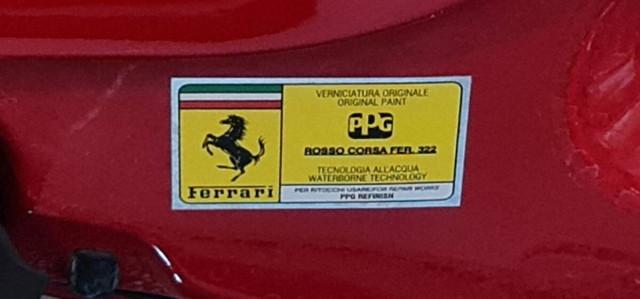 VERNICIATURA ORIGINALE
ORIGINAL PAINT
PPG
ROSSO CORSA FER. 322
TECNOLOGIA ALL'ACQUA
WATERBORNE TECHNOLOGY
Ferrari
PER RITOCCHI USARE/FOR REPAIR WORKS
PPG REFINISH